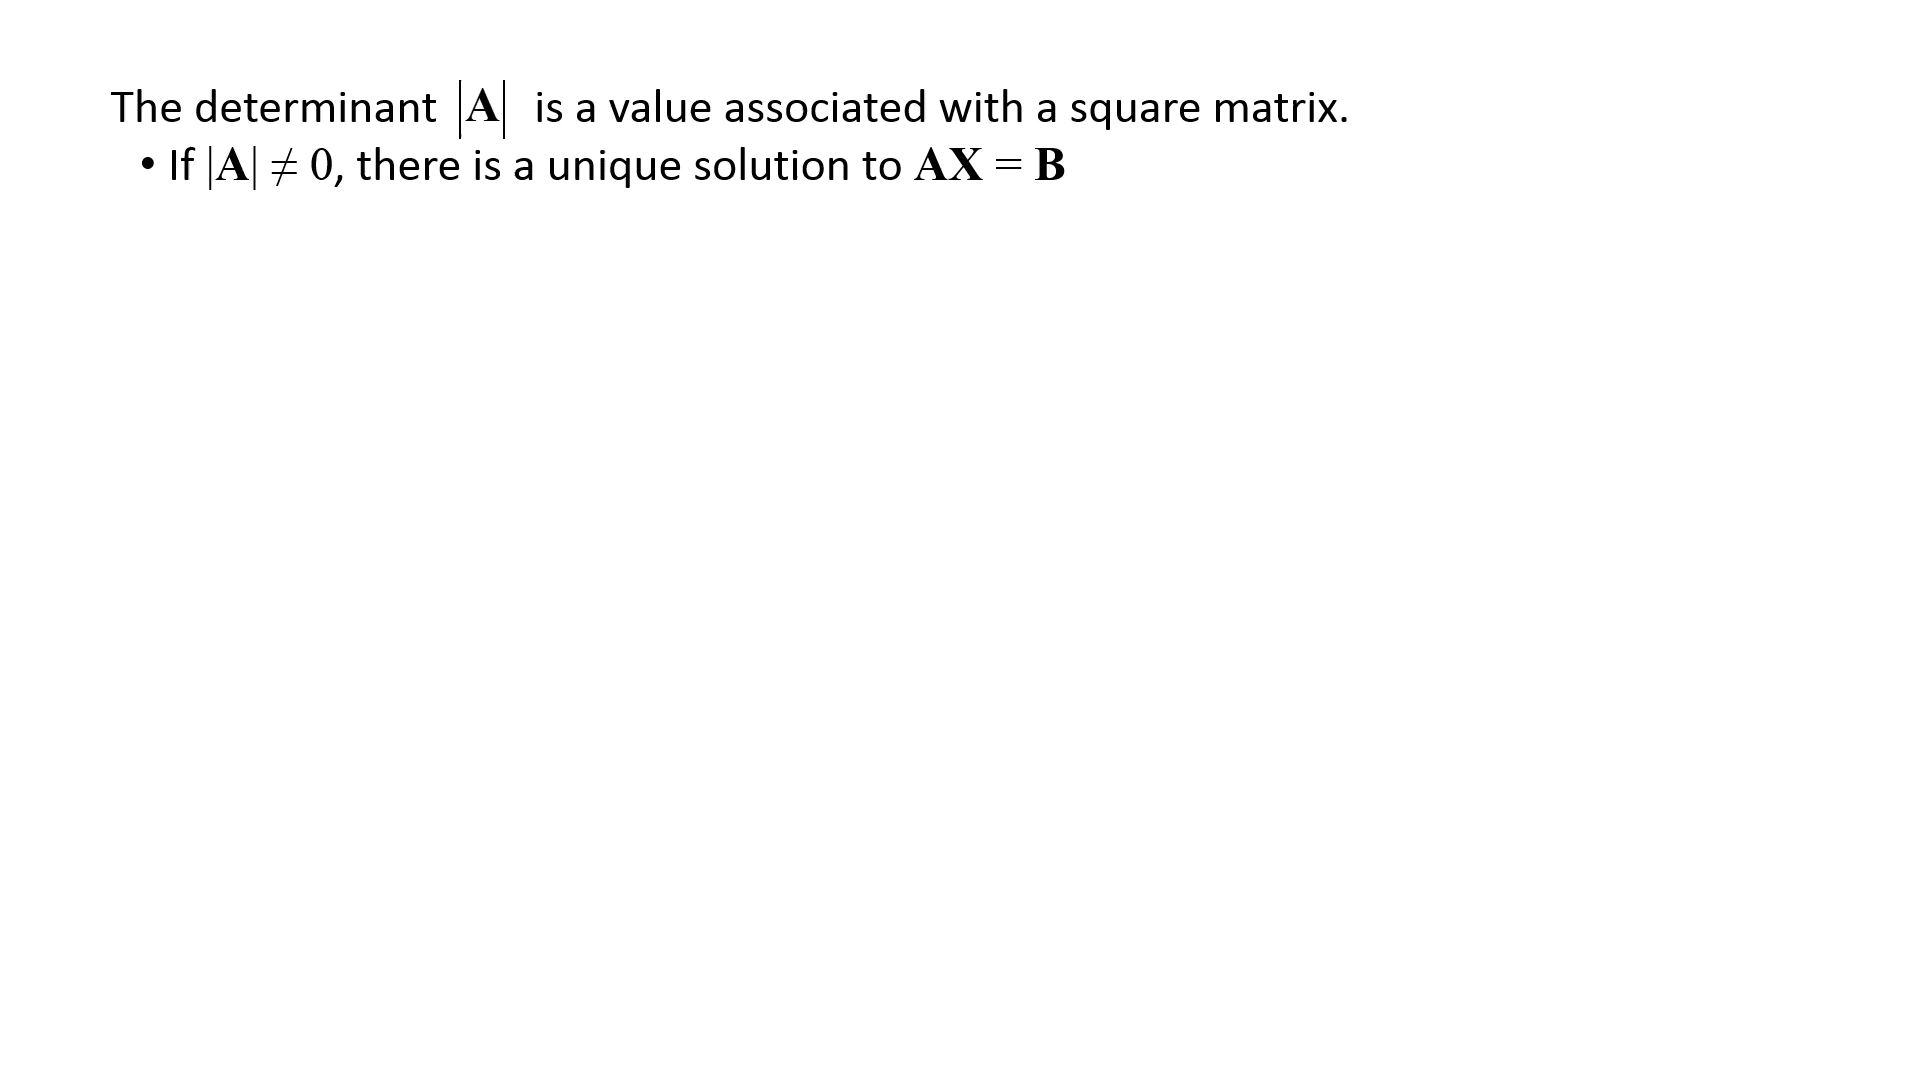 The determinant |A| is a value associated with a square matrix.
• If |A| ≠ 0, there is a unique solution to AX = B